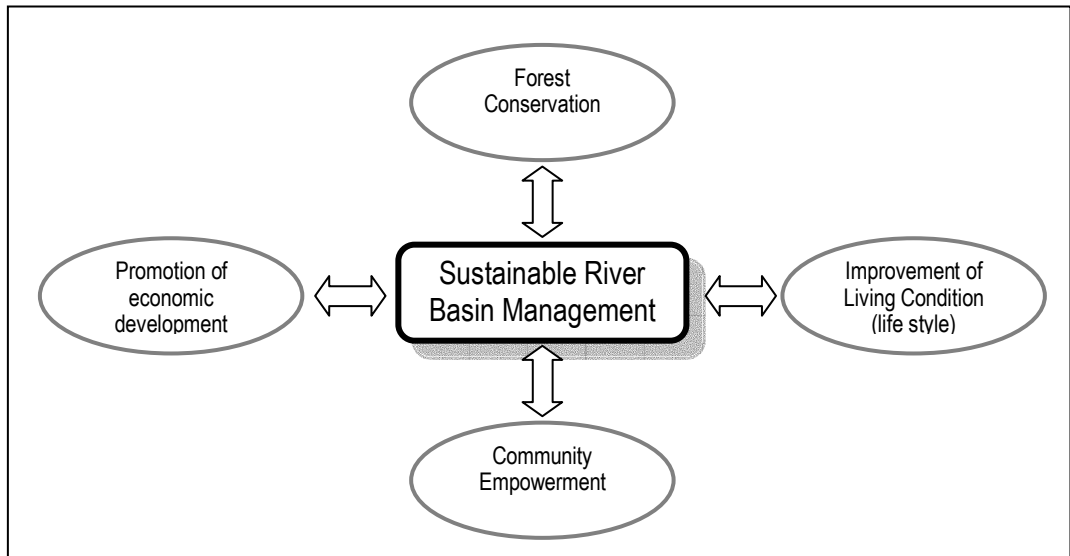 Forest
Conservation
Promotion of
economic
development
Sustainable River
Basin Management
Improvement of
Living Condition
(life style)
Community
Empowerment